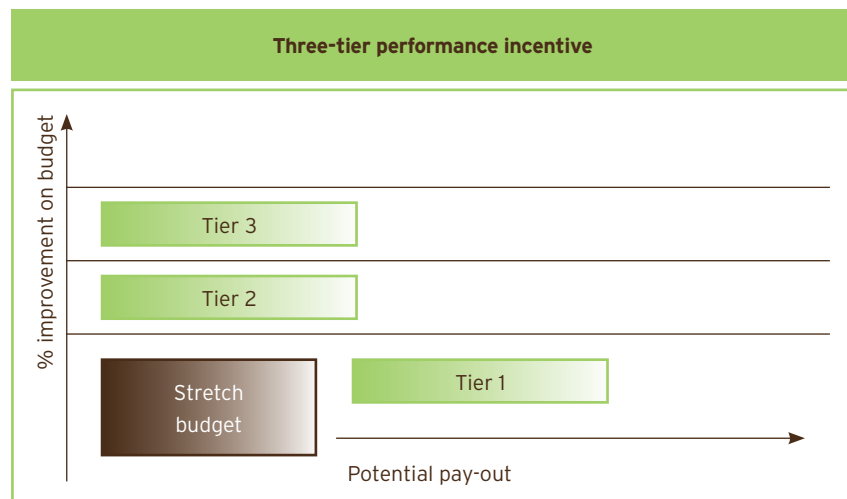 Three-tier performance incentive
% improvement on budget
Tier 3
Tier 2
Stretch
budget
Tier 1
Potential pay-out